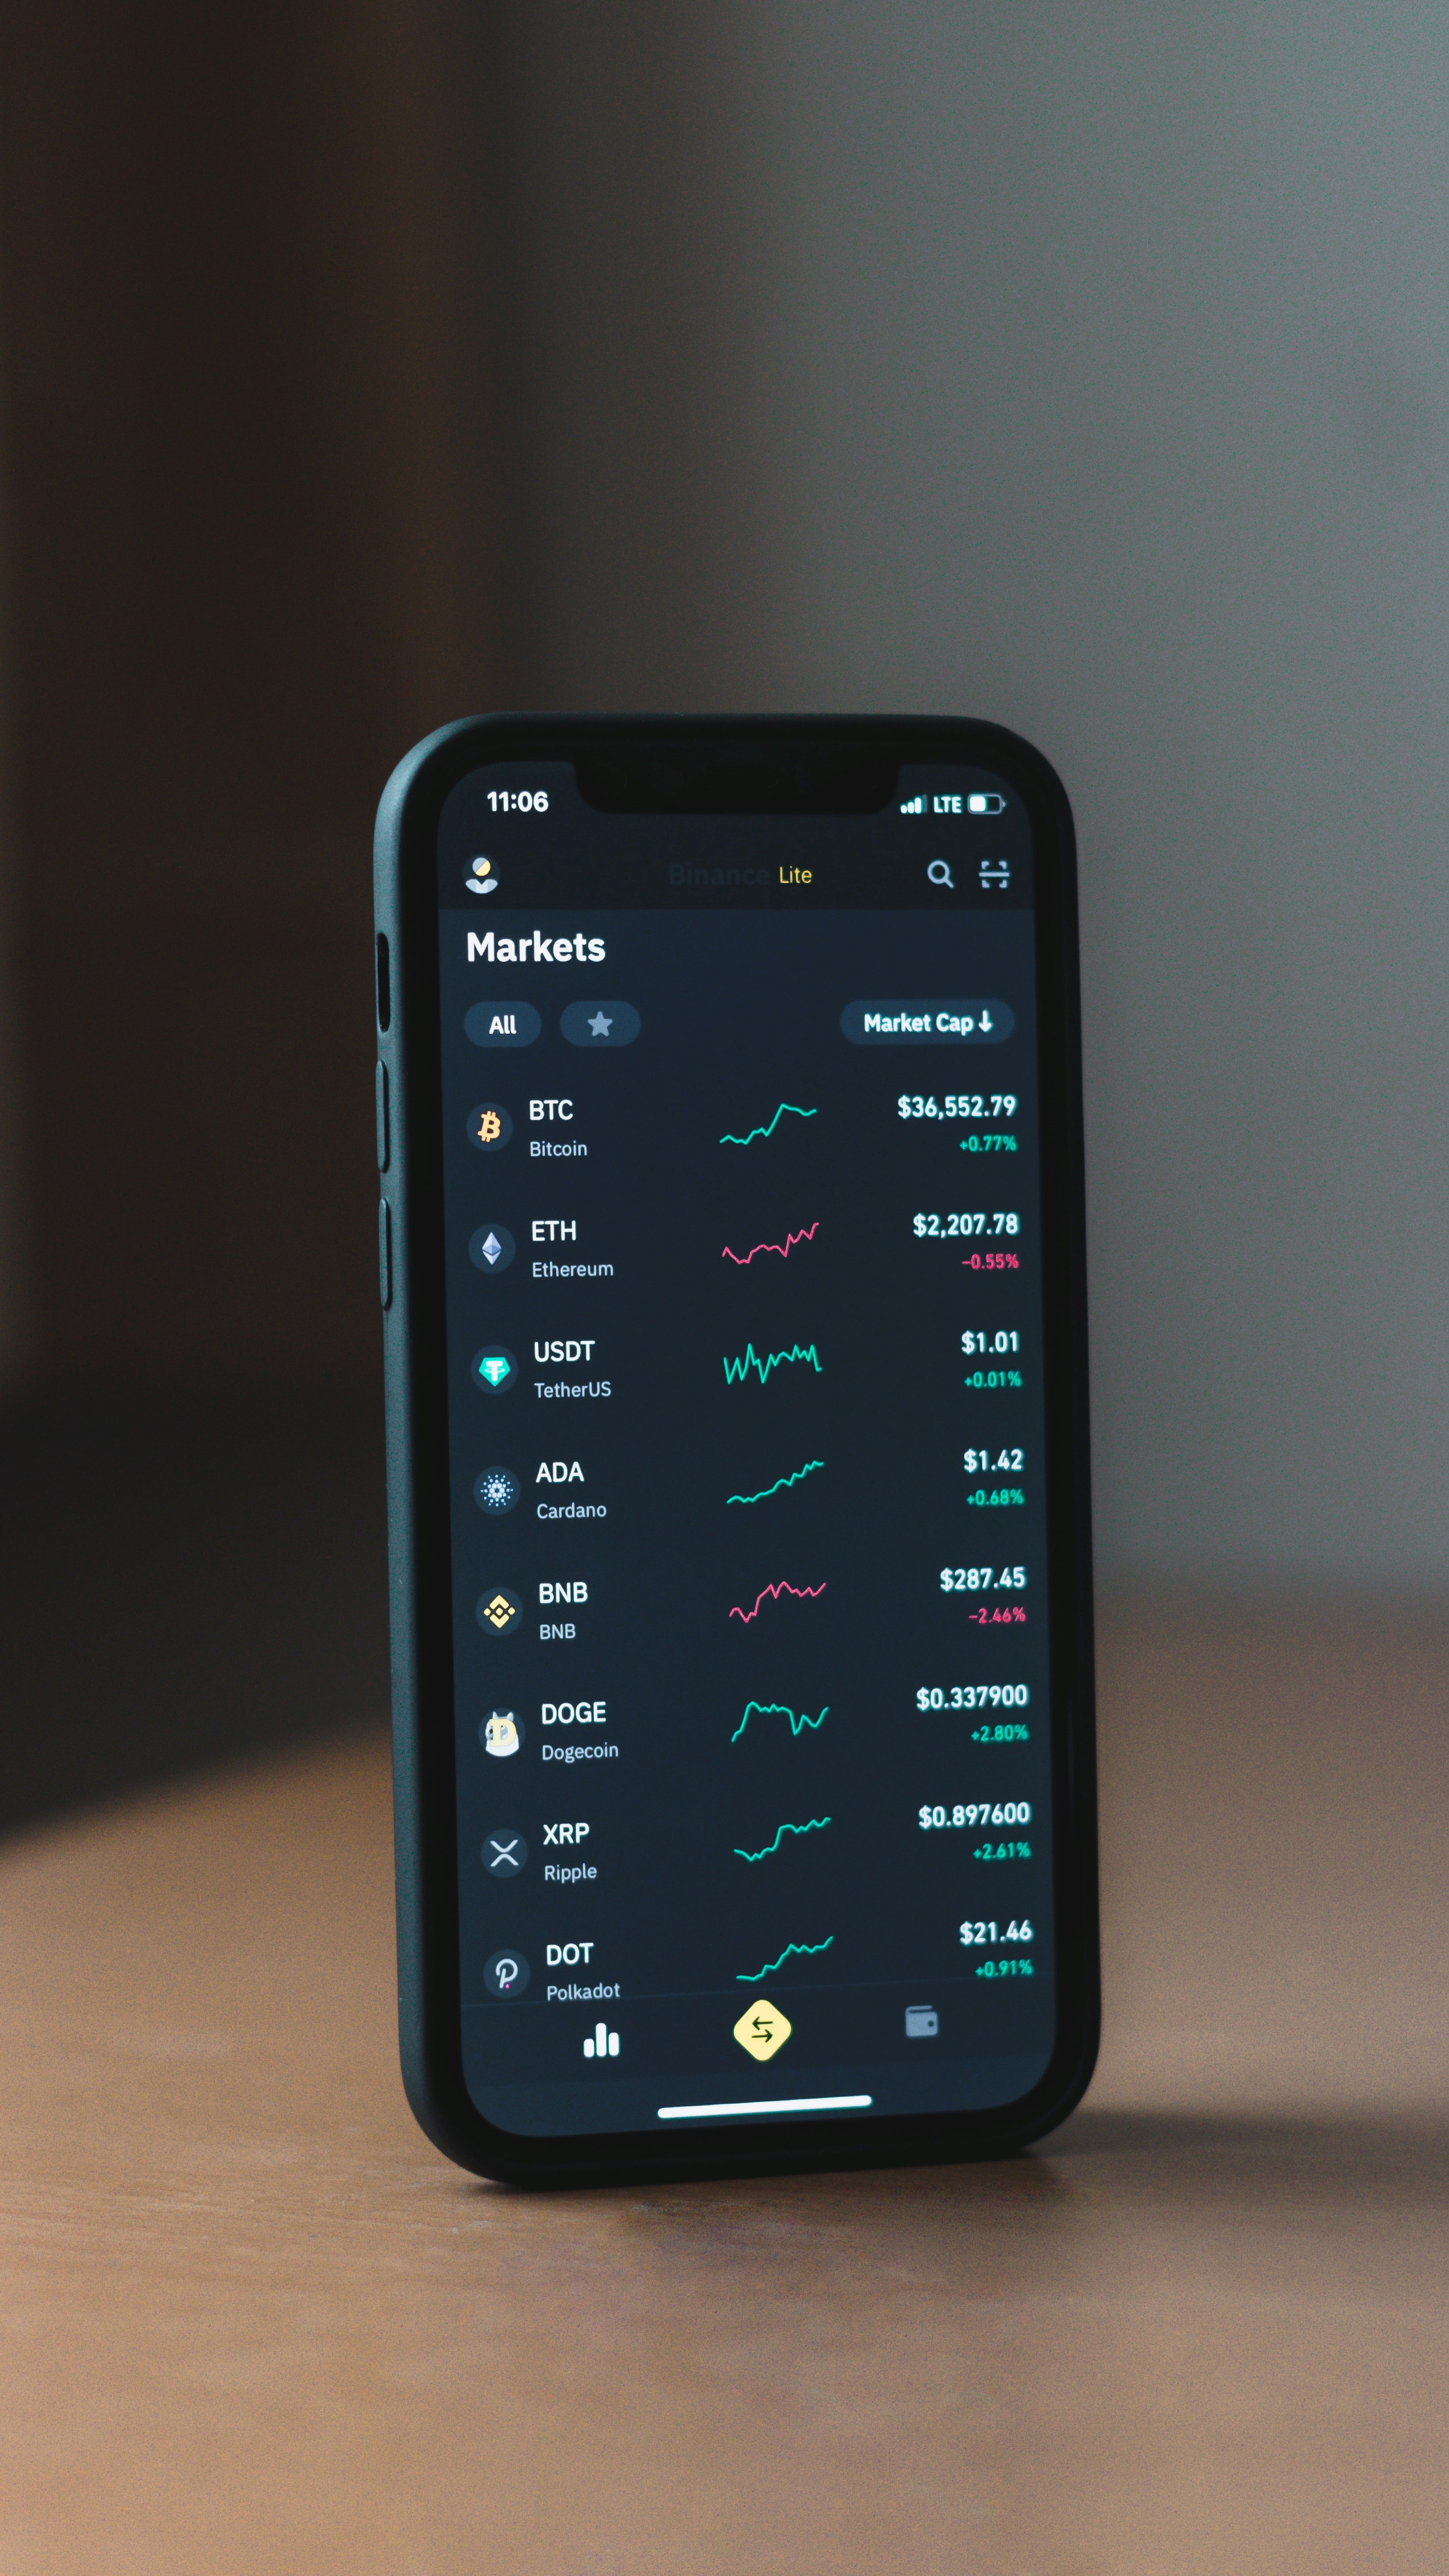 11:06 LTE
Binance Lite
Markets
All Market Cap ↓
BTC $36,552.79
Bitcoin +0.77%
ETH $2,207.78
Ethereum -0.55%
USDT $1.01
TetherUS +0.01%
ADA $1.42
Cardano +0.68%
BNB $287.45
BNB -2.46%
DOGE $0.337900
Dogecoin +2.80%
XRP $0.897600
Ripple +2.61%
DOT $21.46
Polkadot +0.91%